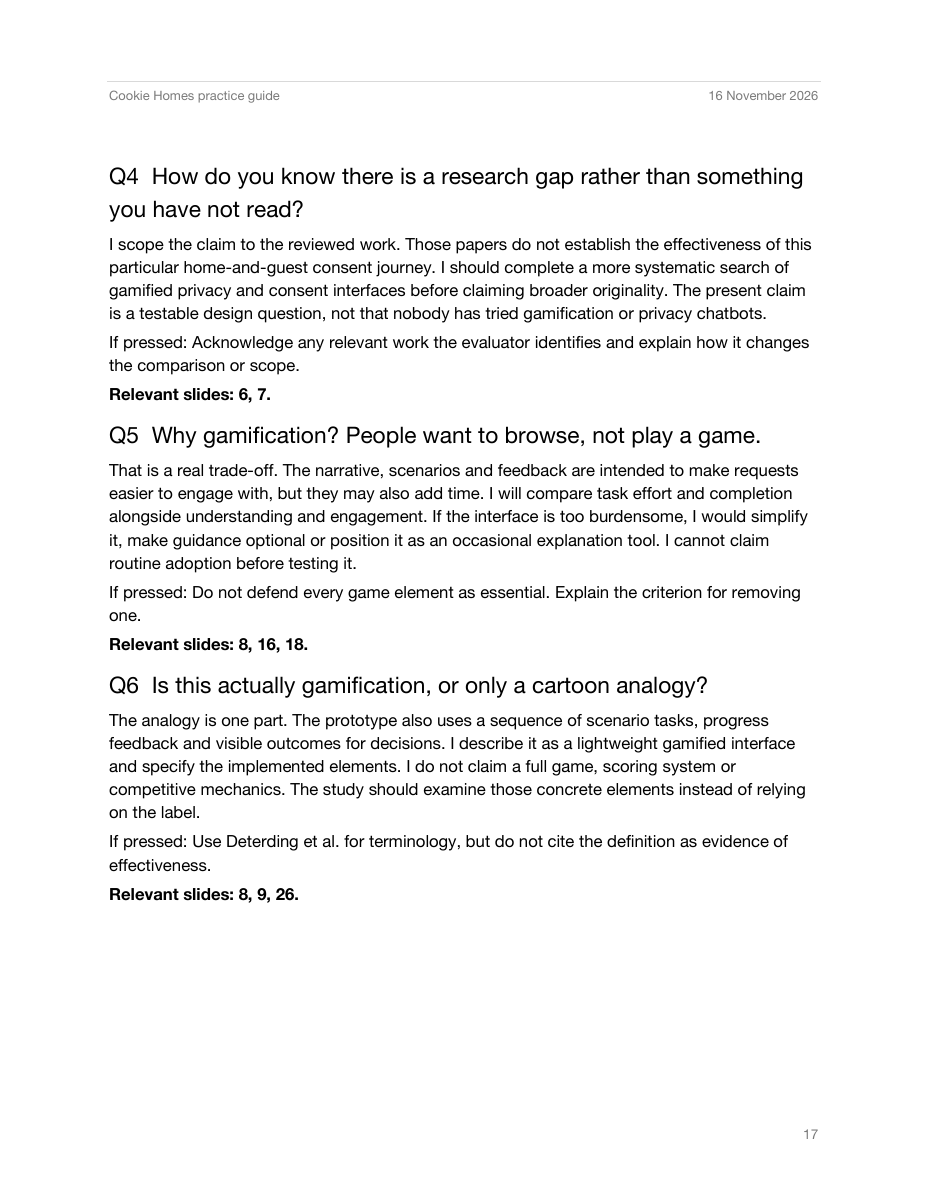 Cookie Homes practice guide
16 November 2026
Q4 How do you know there is a research gap rather than something
you have not read?
I scope the claim to the reviewed work. Those papers do not establish the effectiveness of this
particular home-and-guest consent journey. I should complete a more systematic search of
gamified privacy and consent interfaces before claiming broader originality. The present claim
is a testable design question, not that nobody has tried gamification or privacy chatbots.
If pressed: Acknowledge any relevant work the evaluator identifies and explain how it changes
the comparison or scope.
Relevant slides: 6, 7.
Q5 Why gamification? People want to browse, not play a game.
That is a real trade-off. The narrative, scenarios and feedback are intended to make requests
easier to engage with, but they may also add time. I will compare task effort and completion
alongside understanding and engagement. If the interface is too burdensome, I would simplify
it, make guidance optional or position it as an occasional explanation tool. I cannot claim
routine adoption before testing it.
If pressed: Do not defend every game element as essential. Explain the criterion for removing
one.
Relevant slides: 8, 16, 18.
Q6 Is this actually gamification, or only a cartoon analogy?
The analogy is one part. The prototype also uses a sequence of scenario tasks, progress
feedback and visible outcomes for decisions. I describe it as a lightweight gamified interface
and specify the implemented elements. I do not claim a full game, scoring system or
competitive mechanics. The study should examine those concrete elements instead of relying
on the label.
If pressed: Use Deterding et al. for terminology, but do not cite the definition as evidence of
effectiveness.
Relevant slides: 8, 9, 26.
17